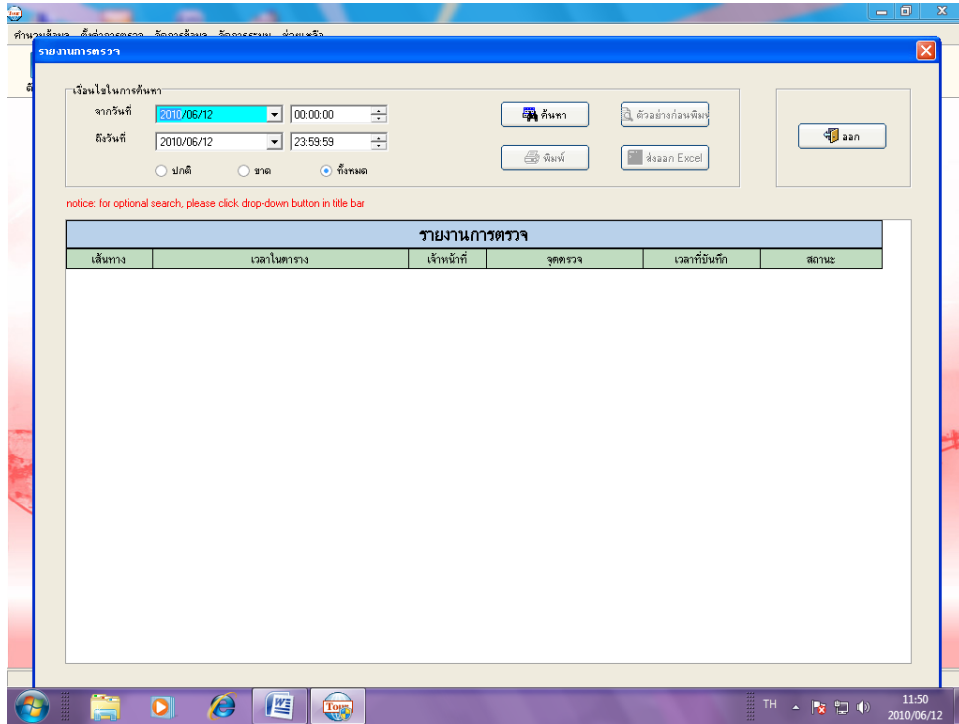 รายงานการตรวจ
เงื่อนไขในการค้นหา
จากวันที่ 2010/06/12 00:00:00 ค้นหา ตัวอย่างก่อนพิมพ์ ออก
ถึงวันที่ 2010/06/12 23:59:59 พิมพ์ ส่งออก Excel
ปกติ ขาด ทั้งหมด
notice: for optional search, please click drop-down button in title bar
รายงานการตรวจ
เส้นทาง เวลาในตาราง เจ้าหน้าที่ จุดตรวจ เวลาที่บันทึก สถานะ
TH 11:50
2010/06/12